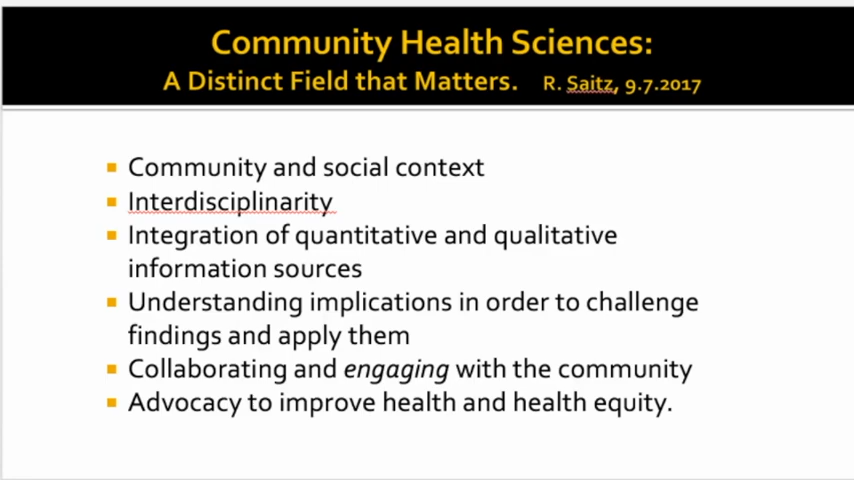 Community Health Sciences:
A Distinct Field that Matters. R. Saitz, 9.7.2017
Community and social context
Interdisciplinarity
Integration of quantitative and qualitative
information sources
Understanding implications in order to challenge
findings and apply them
Collaborating and engaging with the community
Advocacy to improve health and health equity.